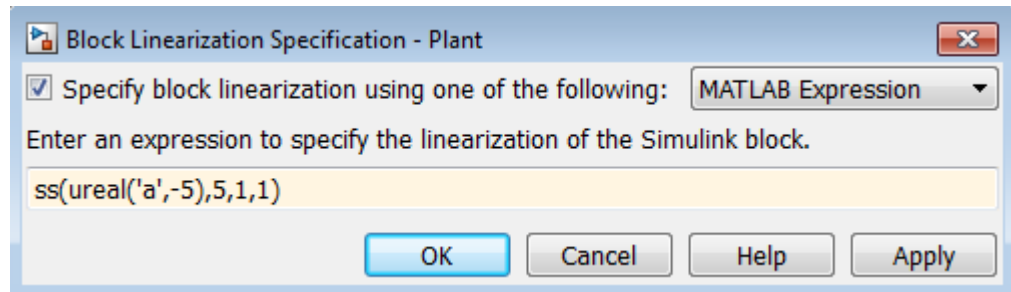 Block Linearization Specification - Plant
Specify block linearization using one of the following: MATLAB Expression
Enter an expression to specify the linearization of the Simulink block.
ss(ureal('a',-5),5,1,1)
OK Cancel Help Apply